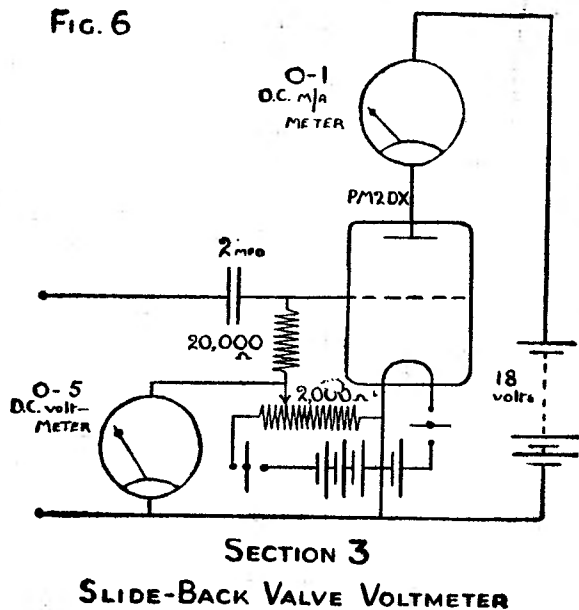 FIG. 6
0-1
D.C. m/a
METER
PM2DX
2 mfd
20,000
Ω
0-5
D.C. volt-
METER
2,000 Ω
18
volts
SECTION 3
SLIDE-BACK VALVE VOLTMETER